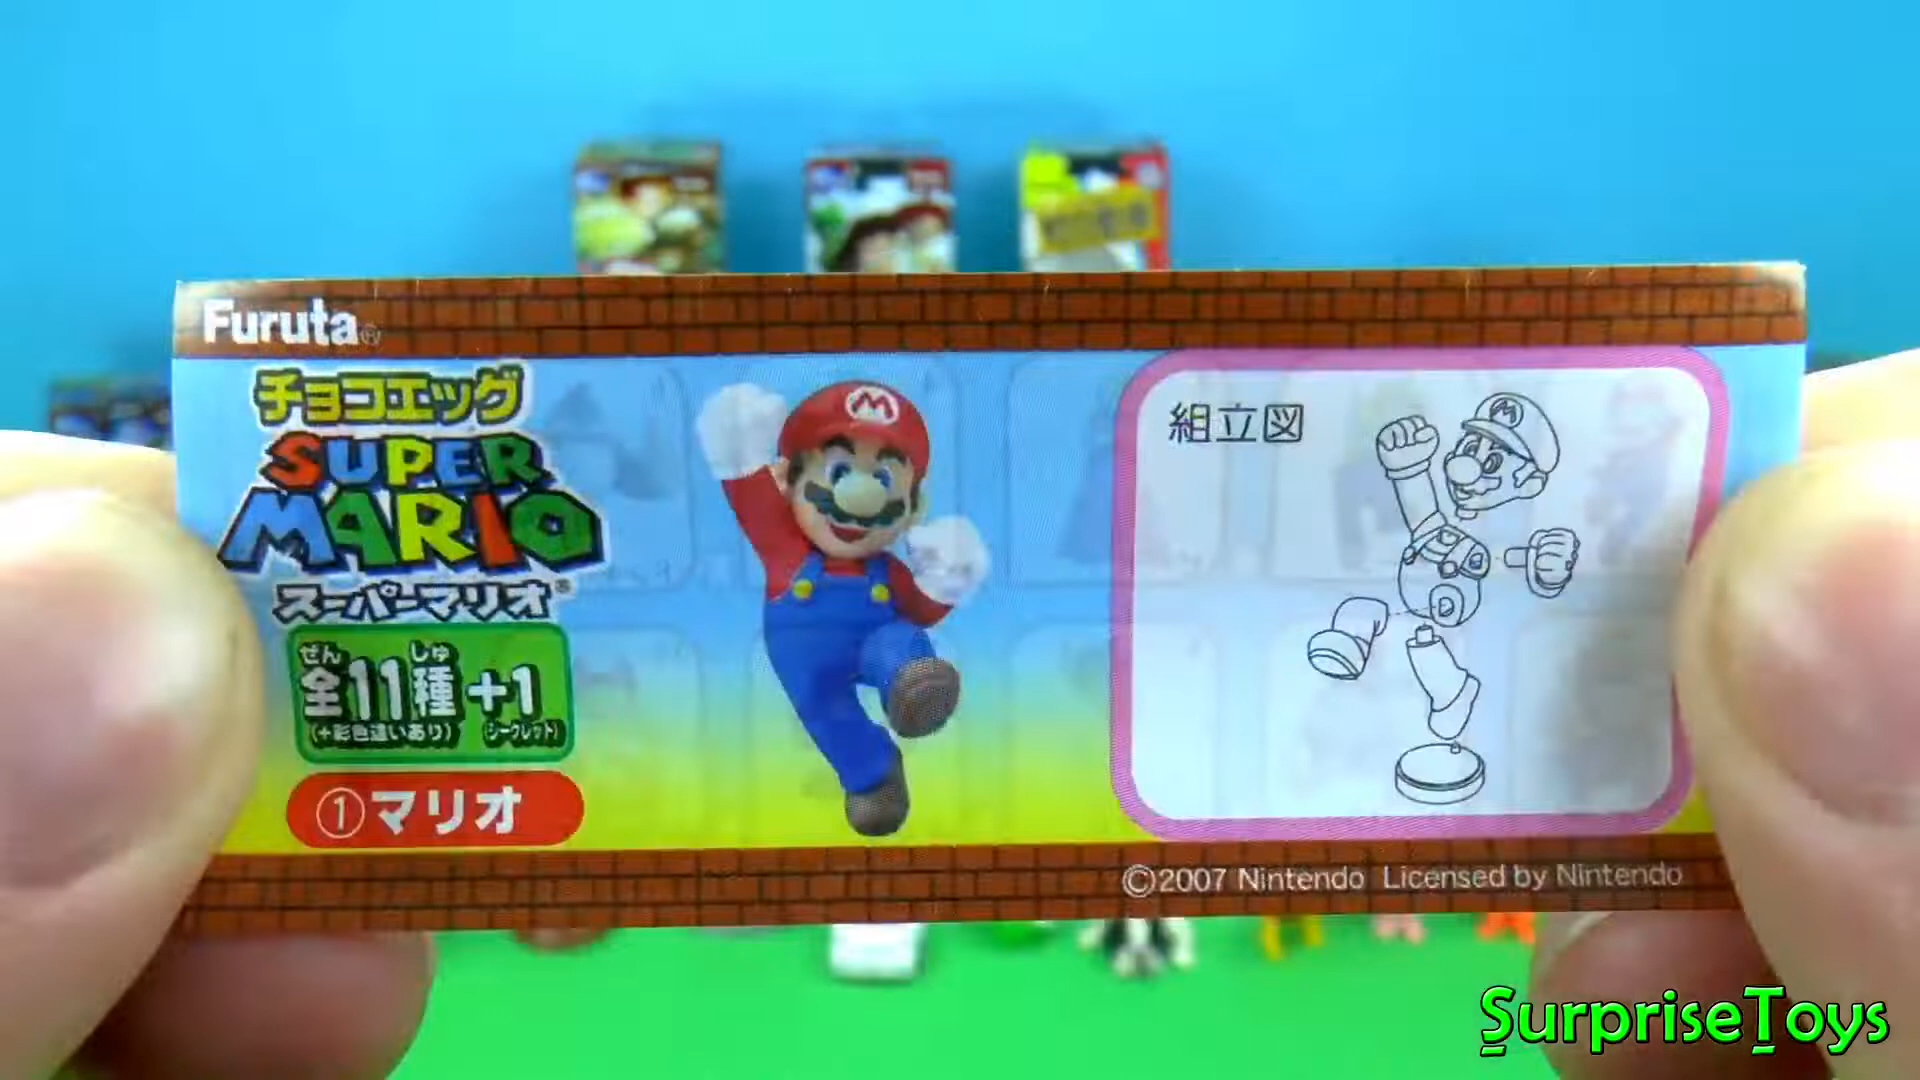 Furuta®
チョコエッグ
SUPER
MARIO
スーパーマリオ®
ぜん しゅ
全11種+1
(+彩色違いあり) (シークレット)
①マリオ
組立図
©2007 Nintendo Licensed by Nintendo
SurpriseToys